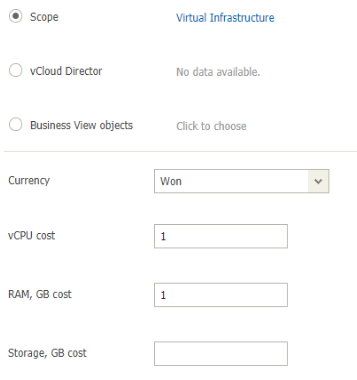 Scope Virtual Infrastructure
vCloud Director No data available.
Business View objects Click to choose
Currency Won
vCPU cost 1
RAM, GB cost 1
Storage, GB cost